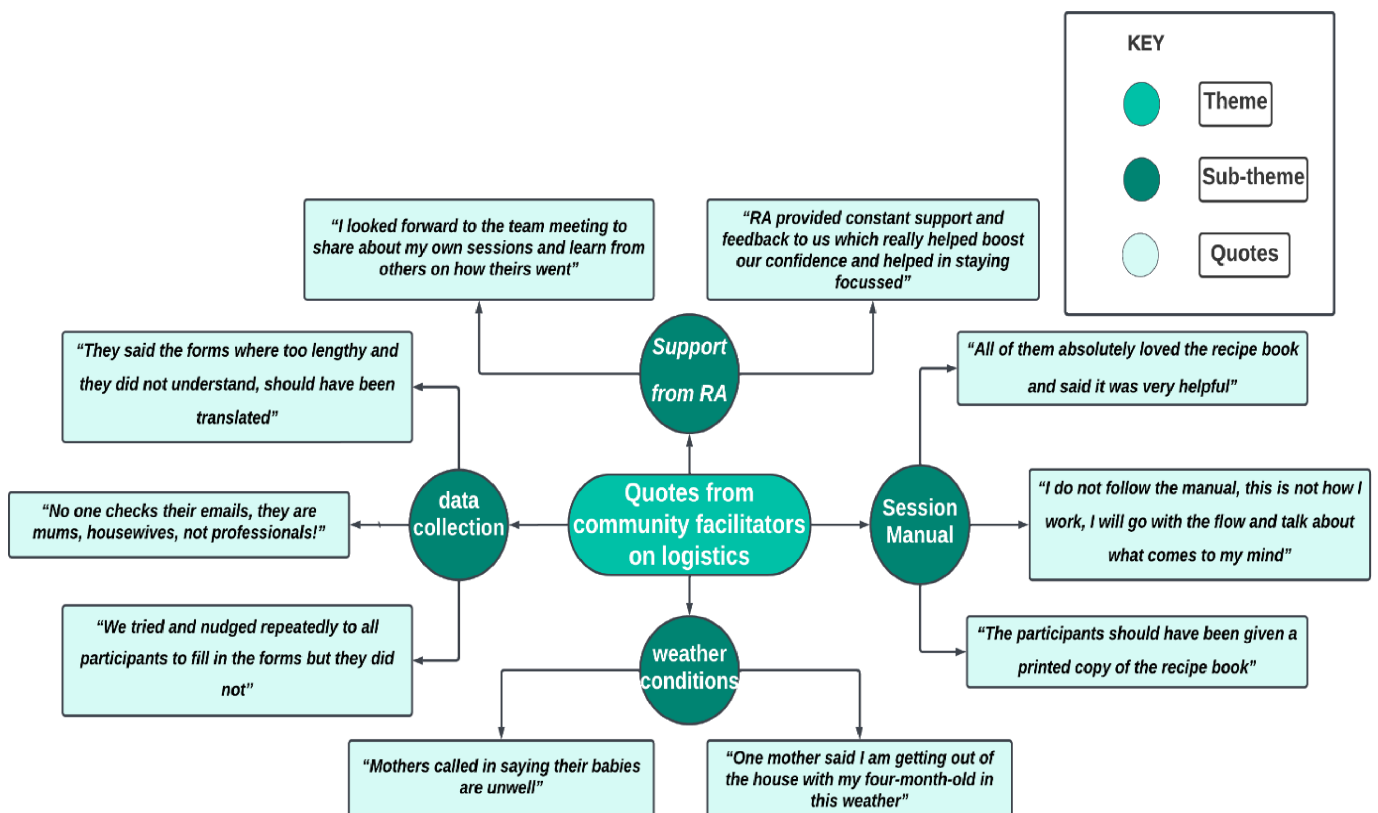 KEY
Theme
Sub-theme
Quotes
“I looked forward to the team meeting to
share about my own sessions and learn from
others on how theirs went”
“RA provided constant support and
feedback to us which really helped boost
our confidence and helped in staying
focussed”
Support
from RA
“They said the forms where too lengthy and
they did not understand, should have been
translated”
“All of them absolutely loved the recipe book
and said it was very helpful”
“No one checks their emails, they are
mums, housewives, not professionals!”
data
collection
Quotes from
community facilitators
on logistics
Session
Manual
“I do not follow the manual, this is not how I
work, I will go with the flow and talk about
what comes to my mind”
“We tried and nudged repeatedly to all
participants to fill in the forms but they did
not”
weather
conditions
“The participants should have been given a
printed copy of the recipe book”
“Mothers called in saying their babies
are unwell”
“One mother said I am getting out of
the house with my four-month-old in
this weather”